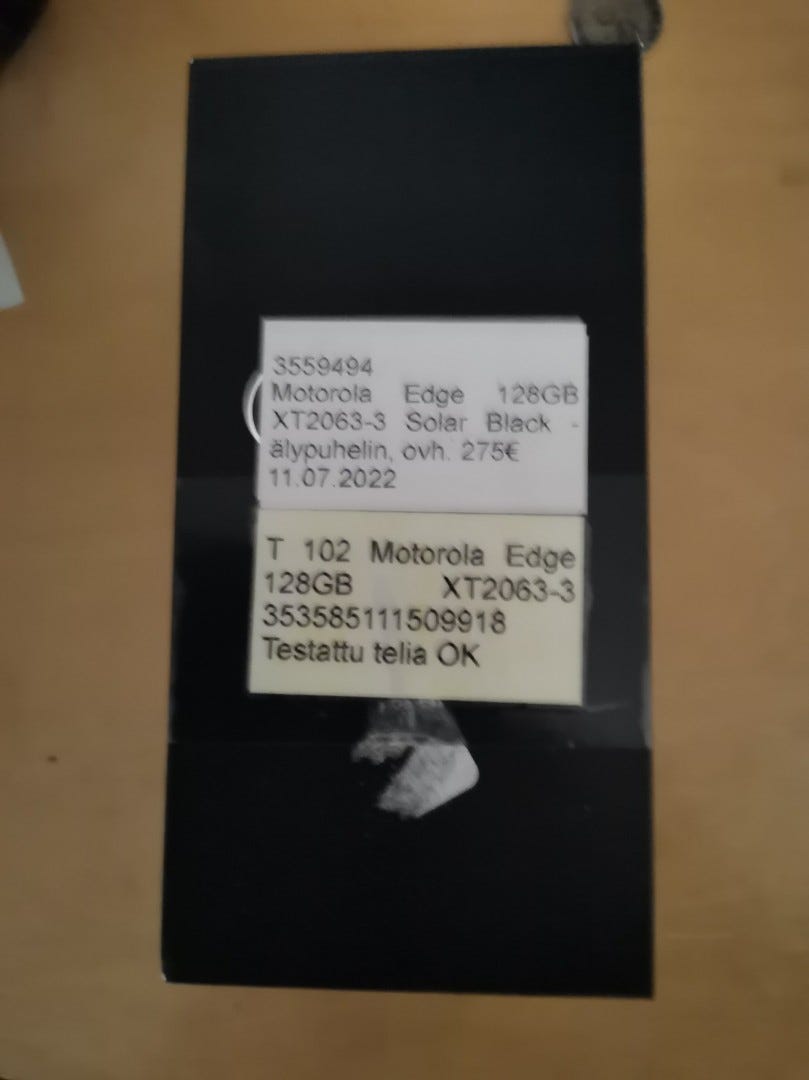 3559494
Motorola Edge 128GB
XT2063-3 Solar Black -
älypuhelin, ovh. 275€
11.07.2022
T 102 Motorola Edge
128GB XT2063-3
353585111509918
Testattu telia OK